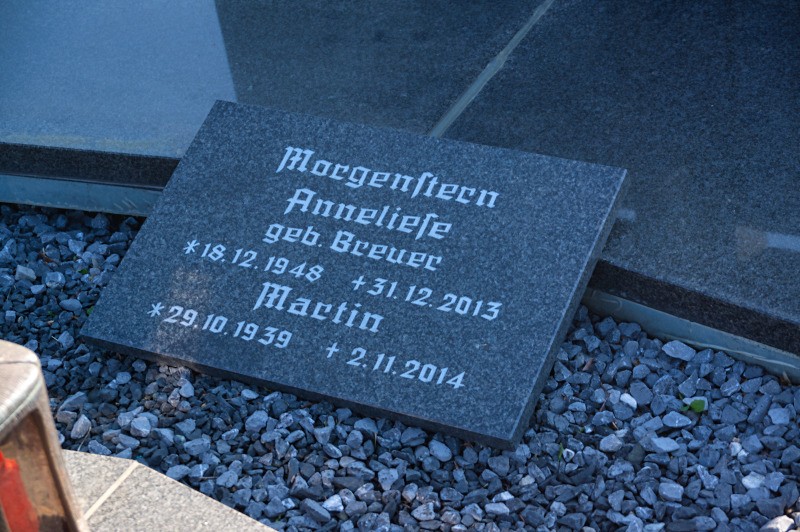 Morgenſtern
Annelieſe
geb. Breuer
*18.12.1948 +31.12.2013
Martin
*29.10.1939 +2.11.2014